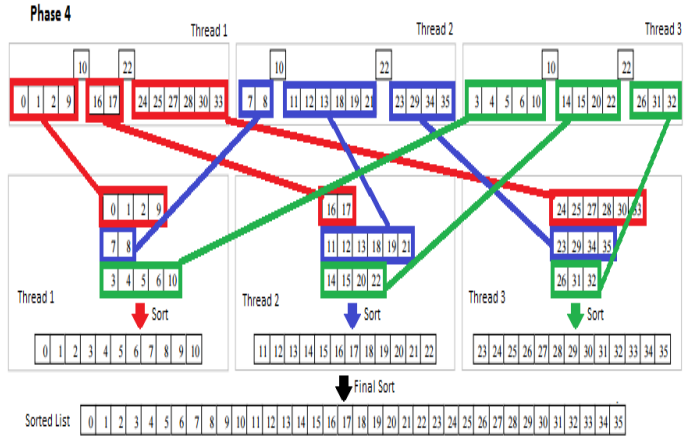 Phase 4
Thread 1 Thread 2 Thread 3
10 22 10 22 10 22
0 1 2 9 16 17 24 25 27 28 30 33 7 8 11 12 13 18 19 21 23 29 34 35 3 4 5 6 10 14 15 20 22 26 31 32
0 1 2 9 16 17 24 25 27 28 30 33
7 8 11 12 13 18 19 21 23 29 34 35
3 4 5 6 10 14 15 20 22 26 31 32
Thread 1 Thread 2 Thread 3
Sort Sort Sort
0 1 2 3 4 5 6 7 8 9 10 11 12 13 14 15 16 17 18 19 20 21 22 23 24 25 26 27 28 29 30 31 32 33 34 35
Final Sort
Sorted List 0 1 2 3 4 5 6 7 8 9 10 11 12 13 14 15 16 17 18 19 20 21 22 23 24 25 26 27 28 29 30 31 32 33 34 35